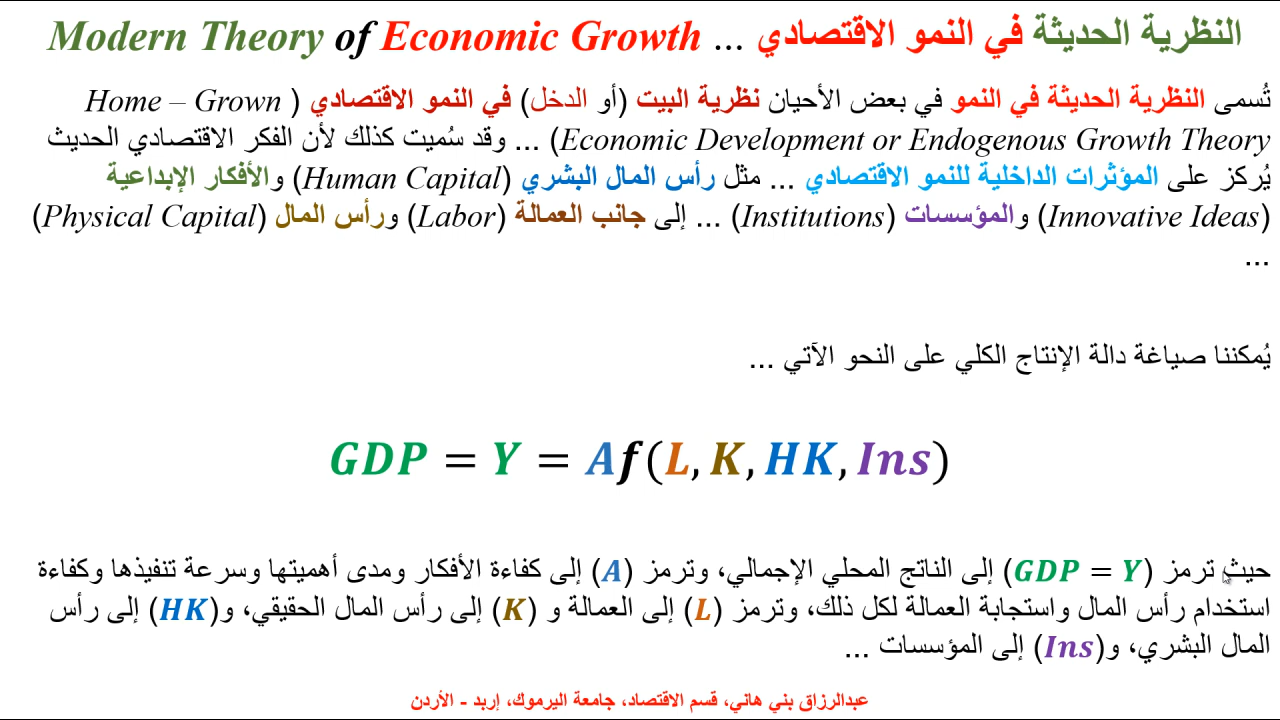 النظرية الحديثة في النمو الاقتصادي ... Modern Theory of Economic Growth
تُسمى النظرية الحديثة في النمو في بعض الأحيان نظرية البيت (أو الدخل) في النمو الاقتصادي (Home – Grown
Economic Development or Endogenous Growth Theory) ... وقد سُميت كذلك لأن الفكر الاقتصادي الحديث
يُركز على المؤثرات الداخلية للنمو الاقتصادي ... مثل رأس المال البشري (Human Capital) والأفكار الإبداعية
(Innovative Ideas) والمؤسسات (Institutions) ... إلى جانب العمالة (Labor) ورأس المال (Physical Capital)
...
يُمكننا صياغة دالة الإنتاج الكلي على النحو الآتي ...
GDP = Y = Af(L, K, HK, Ins)
حيث ترمز (GDP = Y) إلى الناتج المحلي الإجمالي، وترمز (A) إلى كفاءة الأفكار ومدى أهميتها وسرعة تنفيذها وكفاءة
استخدام رأس المال واستجابة العمالة لكل ذلك، وترمز (L) إلى العمالة و (K) إلى رأس المال الحقيقي، و(HK) إلى رأس
المال البشري، و(Ins) إلى المؤسسات ...
عبدالرزاق بني هاني، قسم الاقتصاد، جامعة اليرموك، إربد - الأردن